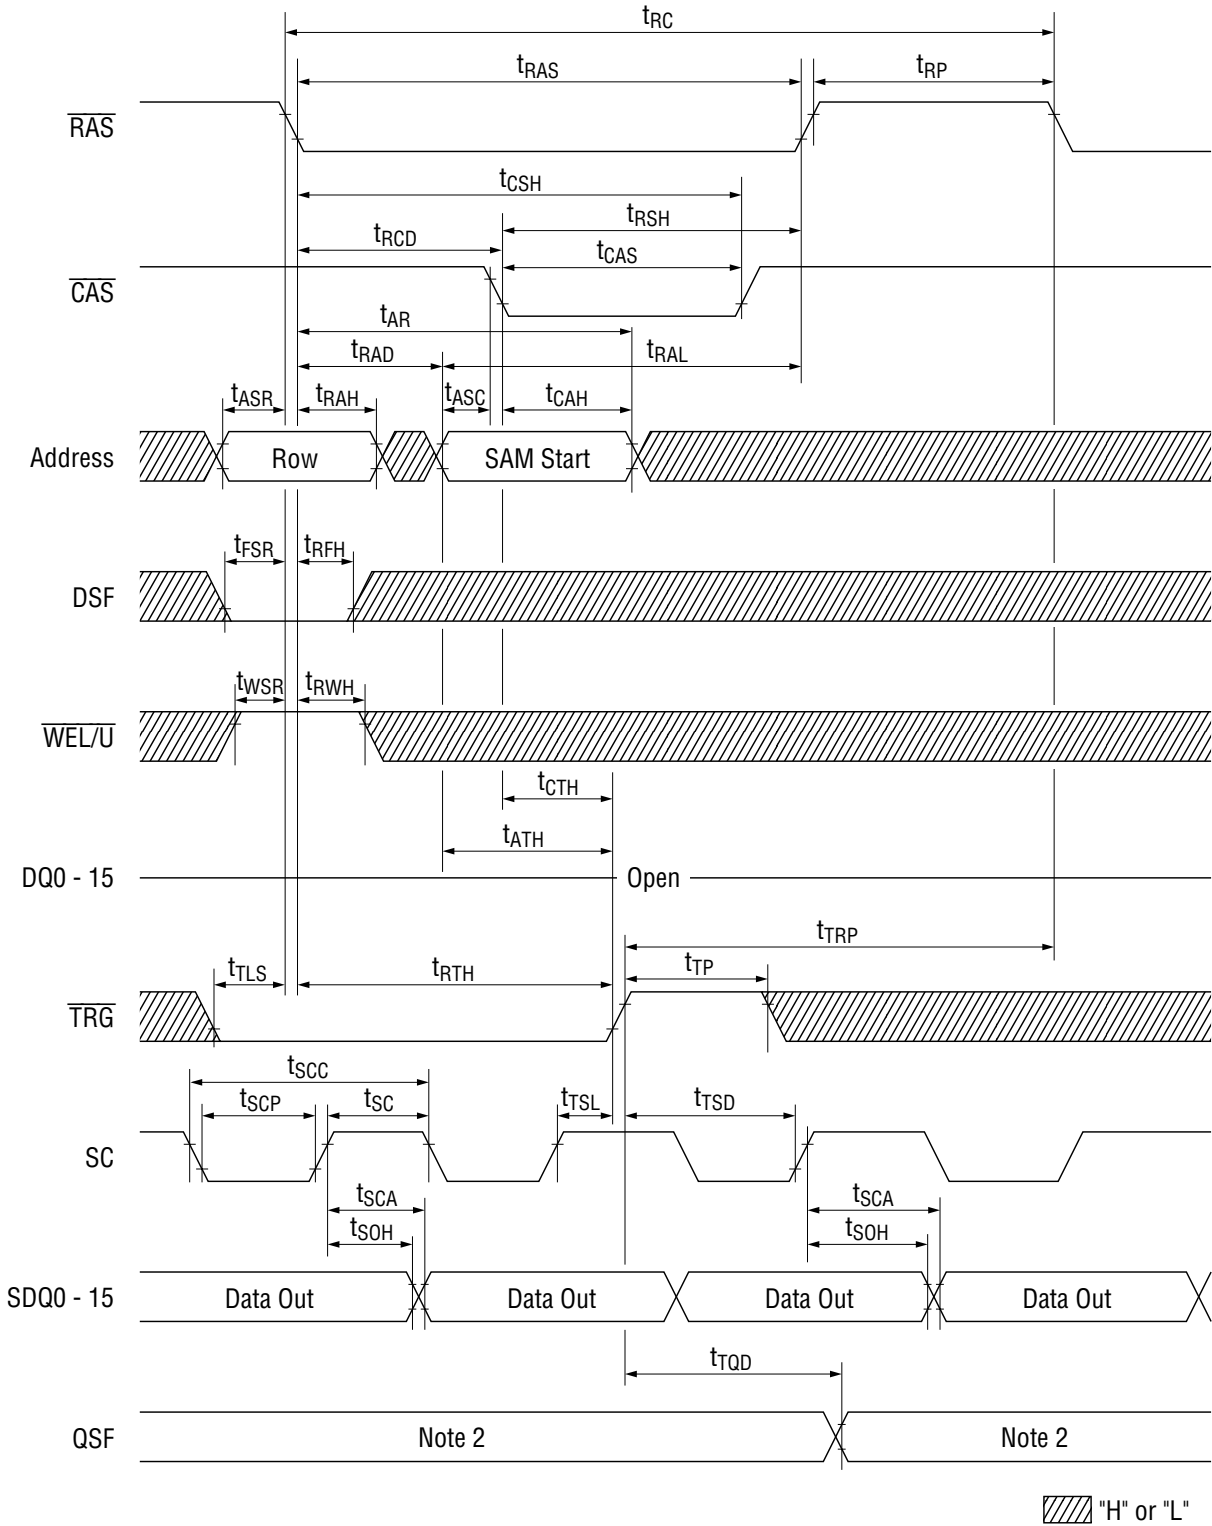 tRC
tRAS
tRP
RAS
tCSH
tRSH
tRCD
tCAS
CAS
tAR
tRAD
tRAL
tASR
tRAH
tASC
tCAH
Address
Row
SAM Start
tFSR
tRFH
DSF
tWSR
tRWH
WEL/U
tCTH
tATH
DQ0 - 15
Open
tTRP
tTLS
tRTH
tTP
TRG
tSCC
tSCP
tSC
tTSL
tTSD
SC
tSCA
tSCA
tSOH
tSOH
SDQ0 - 15
Data Out
Data Out
Data Out
Data Out
tTQD
QSF
Note 2
Note 2
"H" or "L"